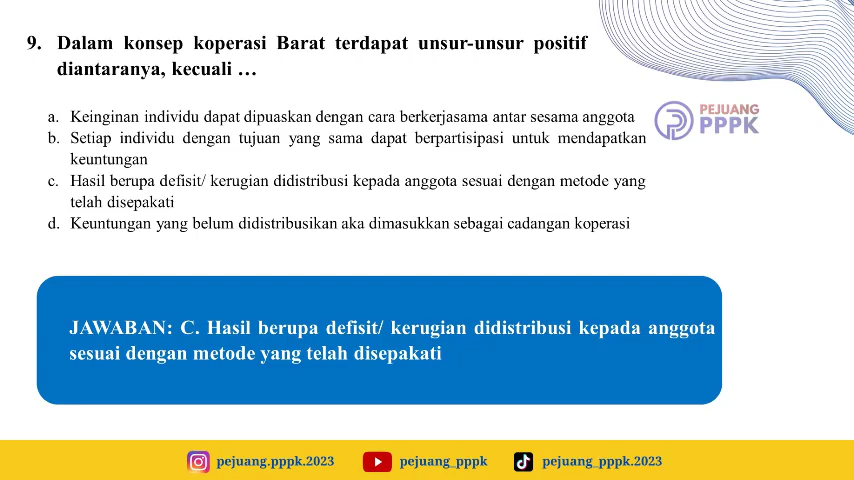 9. Dalam konsep koperasi Barat terdapat unsur-unsur positif
diantaranya, kecuali …
a. Keinginan individu dapat dipuaskan dengan cara berkerjasama antar sesama anggota
b. Setiap individu dengan tujuan yang sama dapat berpartisipasi untuk mendapatkan
keuntungan
c. Hasil berupa defisit/ kerugian didistribusi kepada anggota sesuai dengan metode yang
telah disepakati
d. Keuntungan yang belum didistribusikan aka dimasukkan sebagai cadangan koperasi
PEJUANG
PPPK
JAWABAN: C. Hasil berupa defisit/ kerugian didistribusi kepada anggota
sesuai dengan metode yang telah disepakati
pejuang.pppk.2023 pejuang_pppk pejuang_pppk.2023